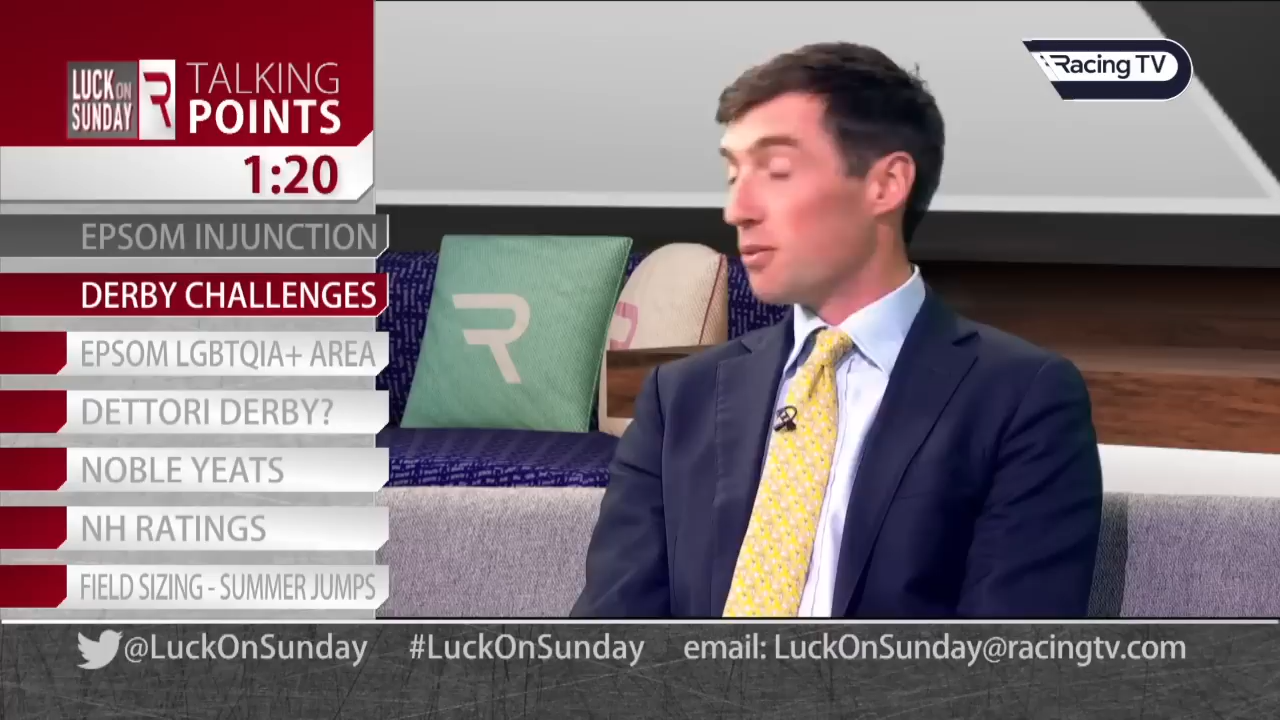 LUCK ON
SUNDAY
R
TALKING
POINTS
1:20
EPSOM INJUNCTION
DERBY CHALLENGES
EPSOM LGBTQIA+ AREA
DETTORI DERBY?
NOBLE YEATS
NH RATINGS
FIELD SIZING - SUMMER JUMPS
Racing TV
R
@LuckOnSunday #LuckOnSunday email: LuckOnSunday@racingtv.com